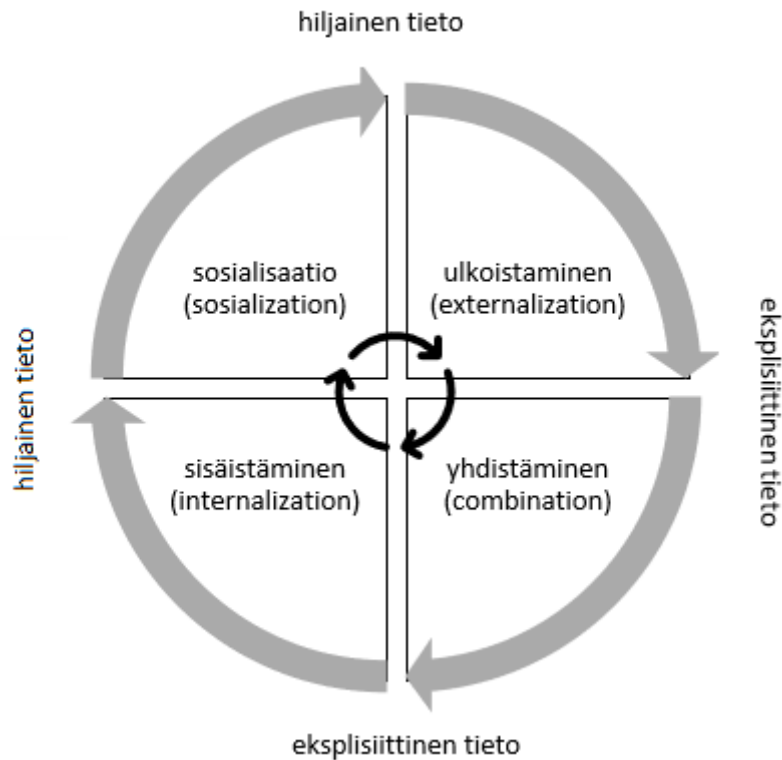 hiljainen tieto
sosialisaatio
(sosialization)
ulkoistaminen
(externalization)
hiljainen tieto
eksplisiittinen tieto
sisäistäminen
(internalization)
yhdistäminen
(combination)
eksplisiittinen tieto